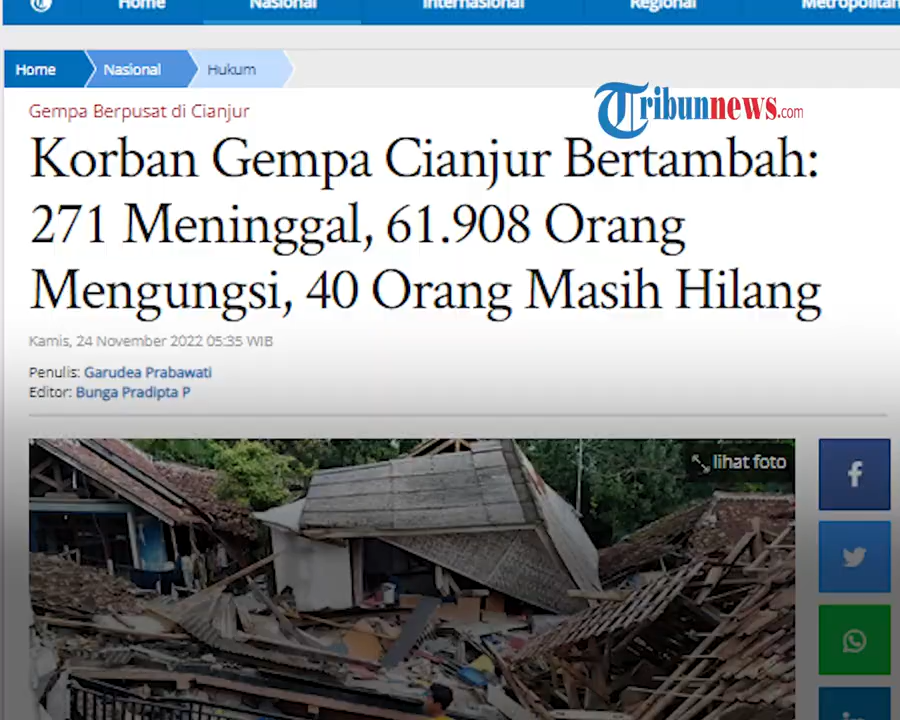 Home Nasional Internasional Regional Metropolitan
Home Nasional Hukum
Gempa Berpusat di Cianjur
Tribunnews.com
Korban Gempa Cianjur Bertambah:
271 Meninggal, 61.908 Orang
Mengungsi, 40 Orang Masih Hilang
Kamis, 24 November 2022 05:35 WIB
Penulis: Garudea Prabawati
Editor: Bunga Pradipta P
lihat foto